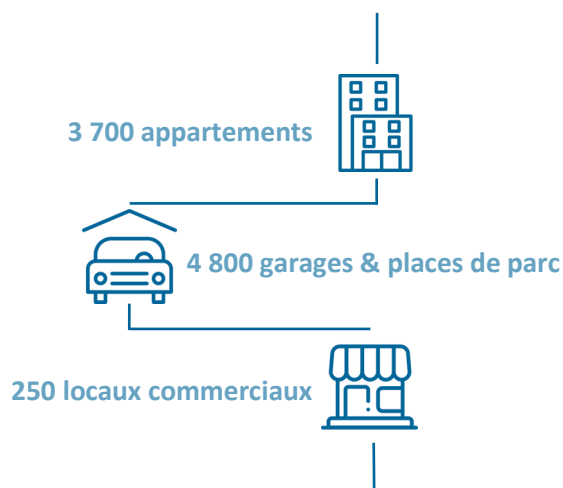 3 700 appartements
4 800 garages & places de parc
250 locaux commerciaux